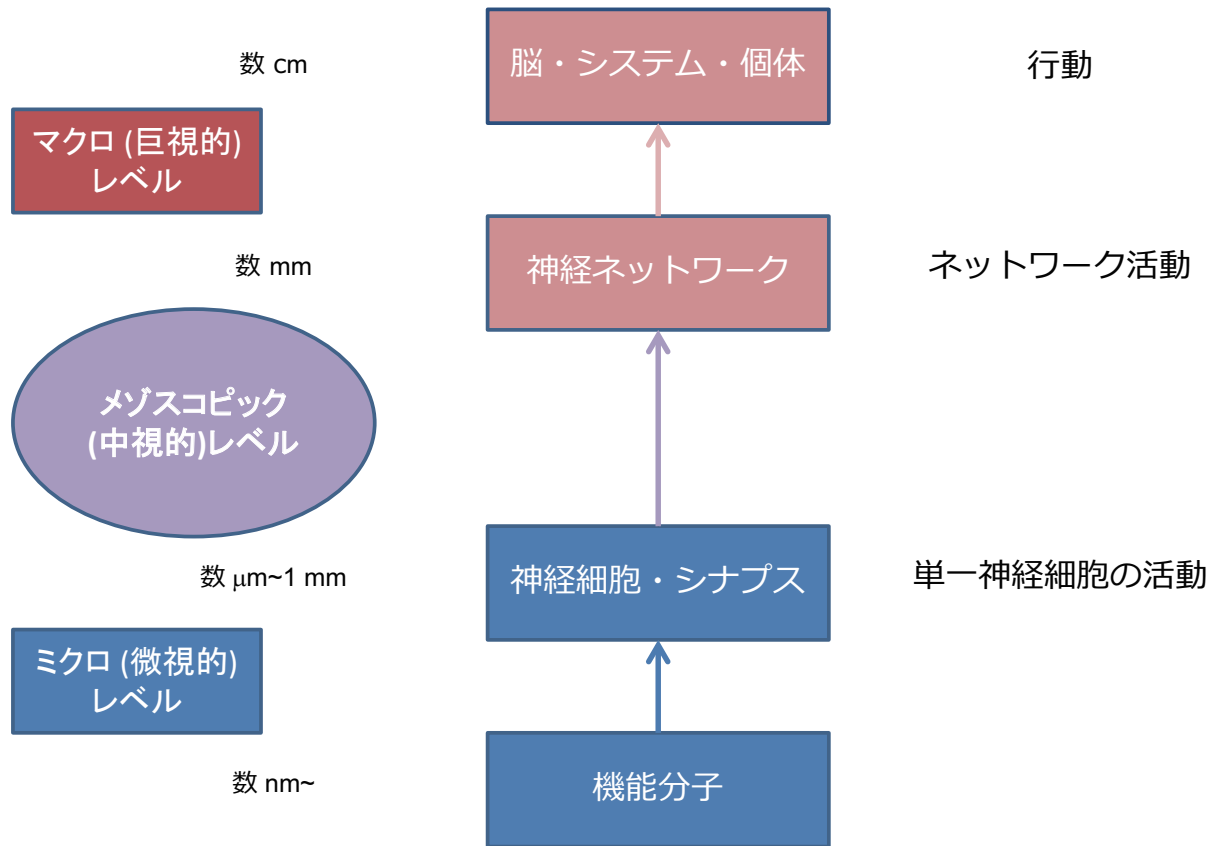 数 cm
脳・システム・個体
行動
マクロ (巨視的)
レベル
数 mm
神経ネットワーク
ネットワーク活動
メゾスコピック
(中視的)レベル
数 μm~1 mm
神経細胞・シナプス
単一神経細胞の活動
ミクロ (微視的)
レベル
数 nm~
機能分子